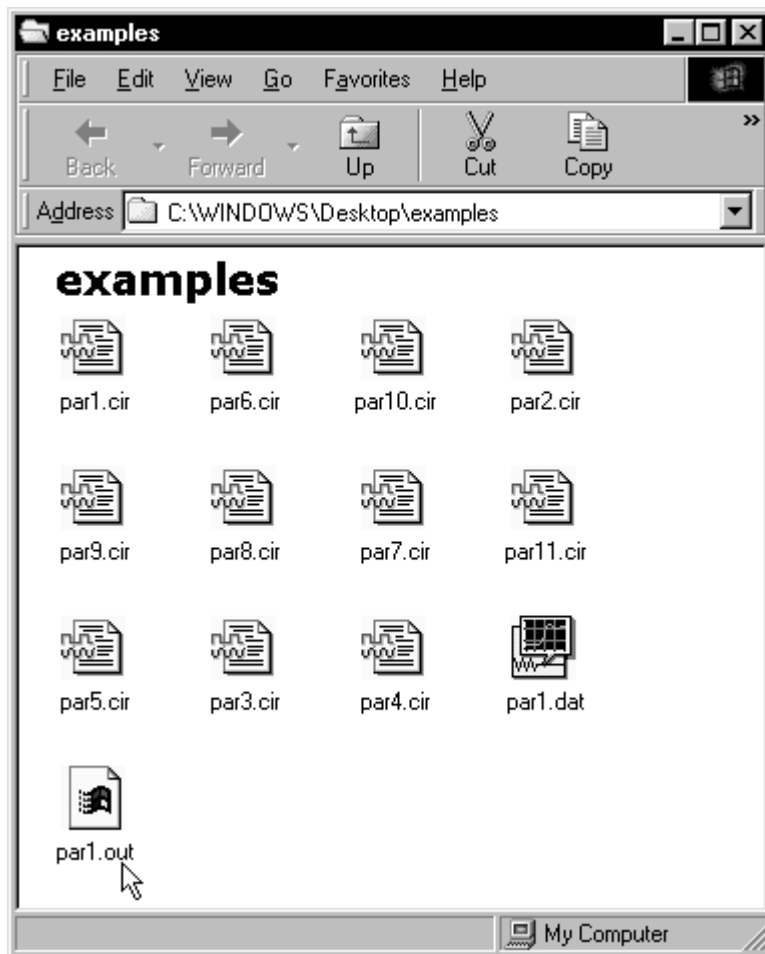 examples
File Edit View Go Favorites Help
Back Forward Up Cut Copy »
Address C:\WINDOWS\Desktop\examples
examples
par1.cir par6.cir par10.cir par2.cir
par9.cir par8.cir par7.cir par11.cir
par5.cir par3.cir par4.cir par1.dat
par1.out
My Computer